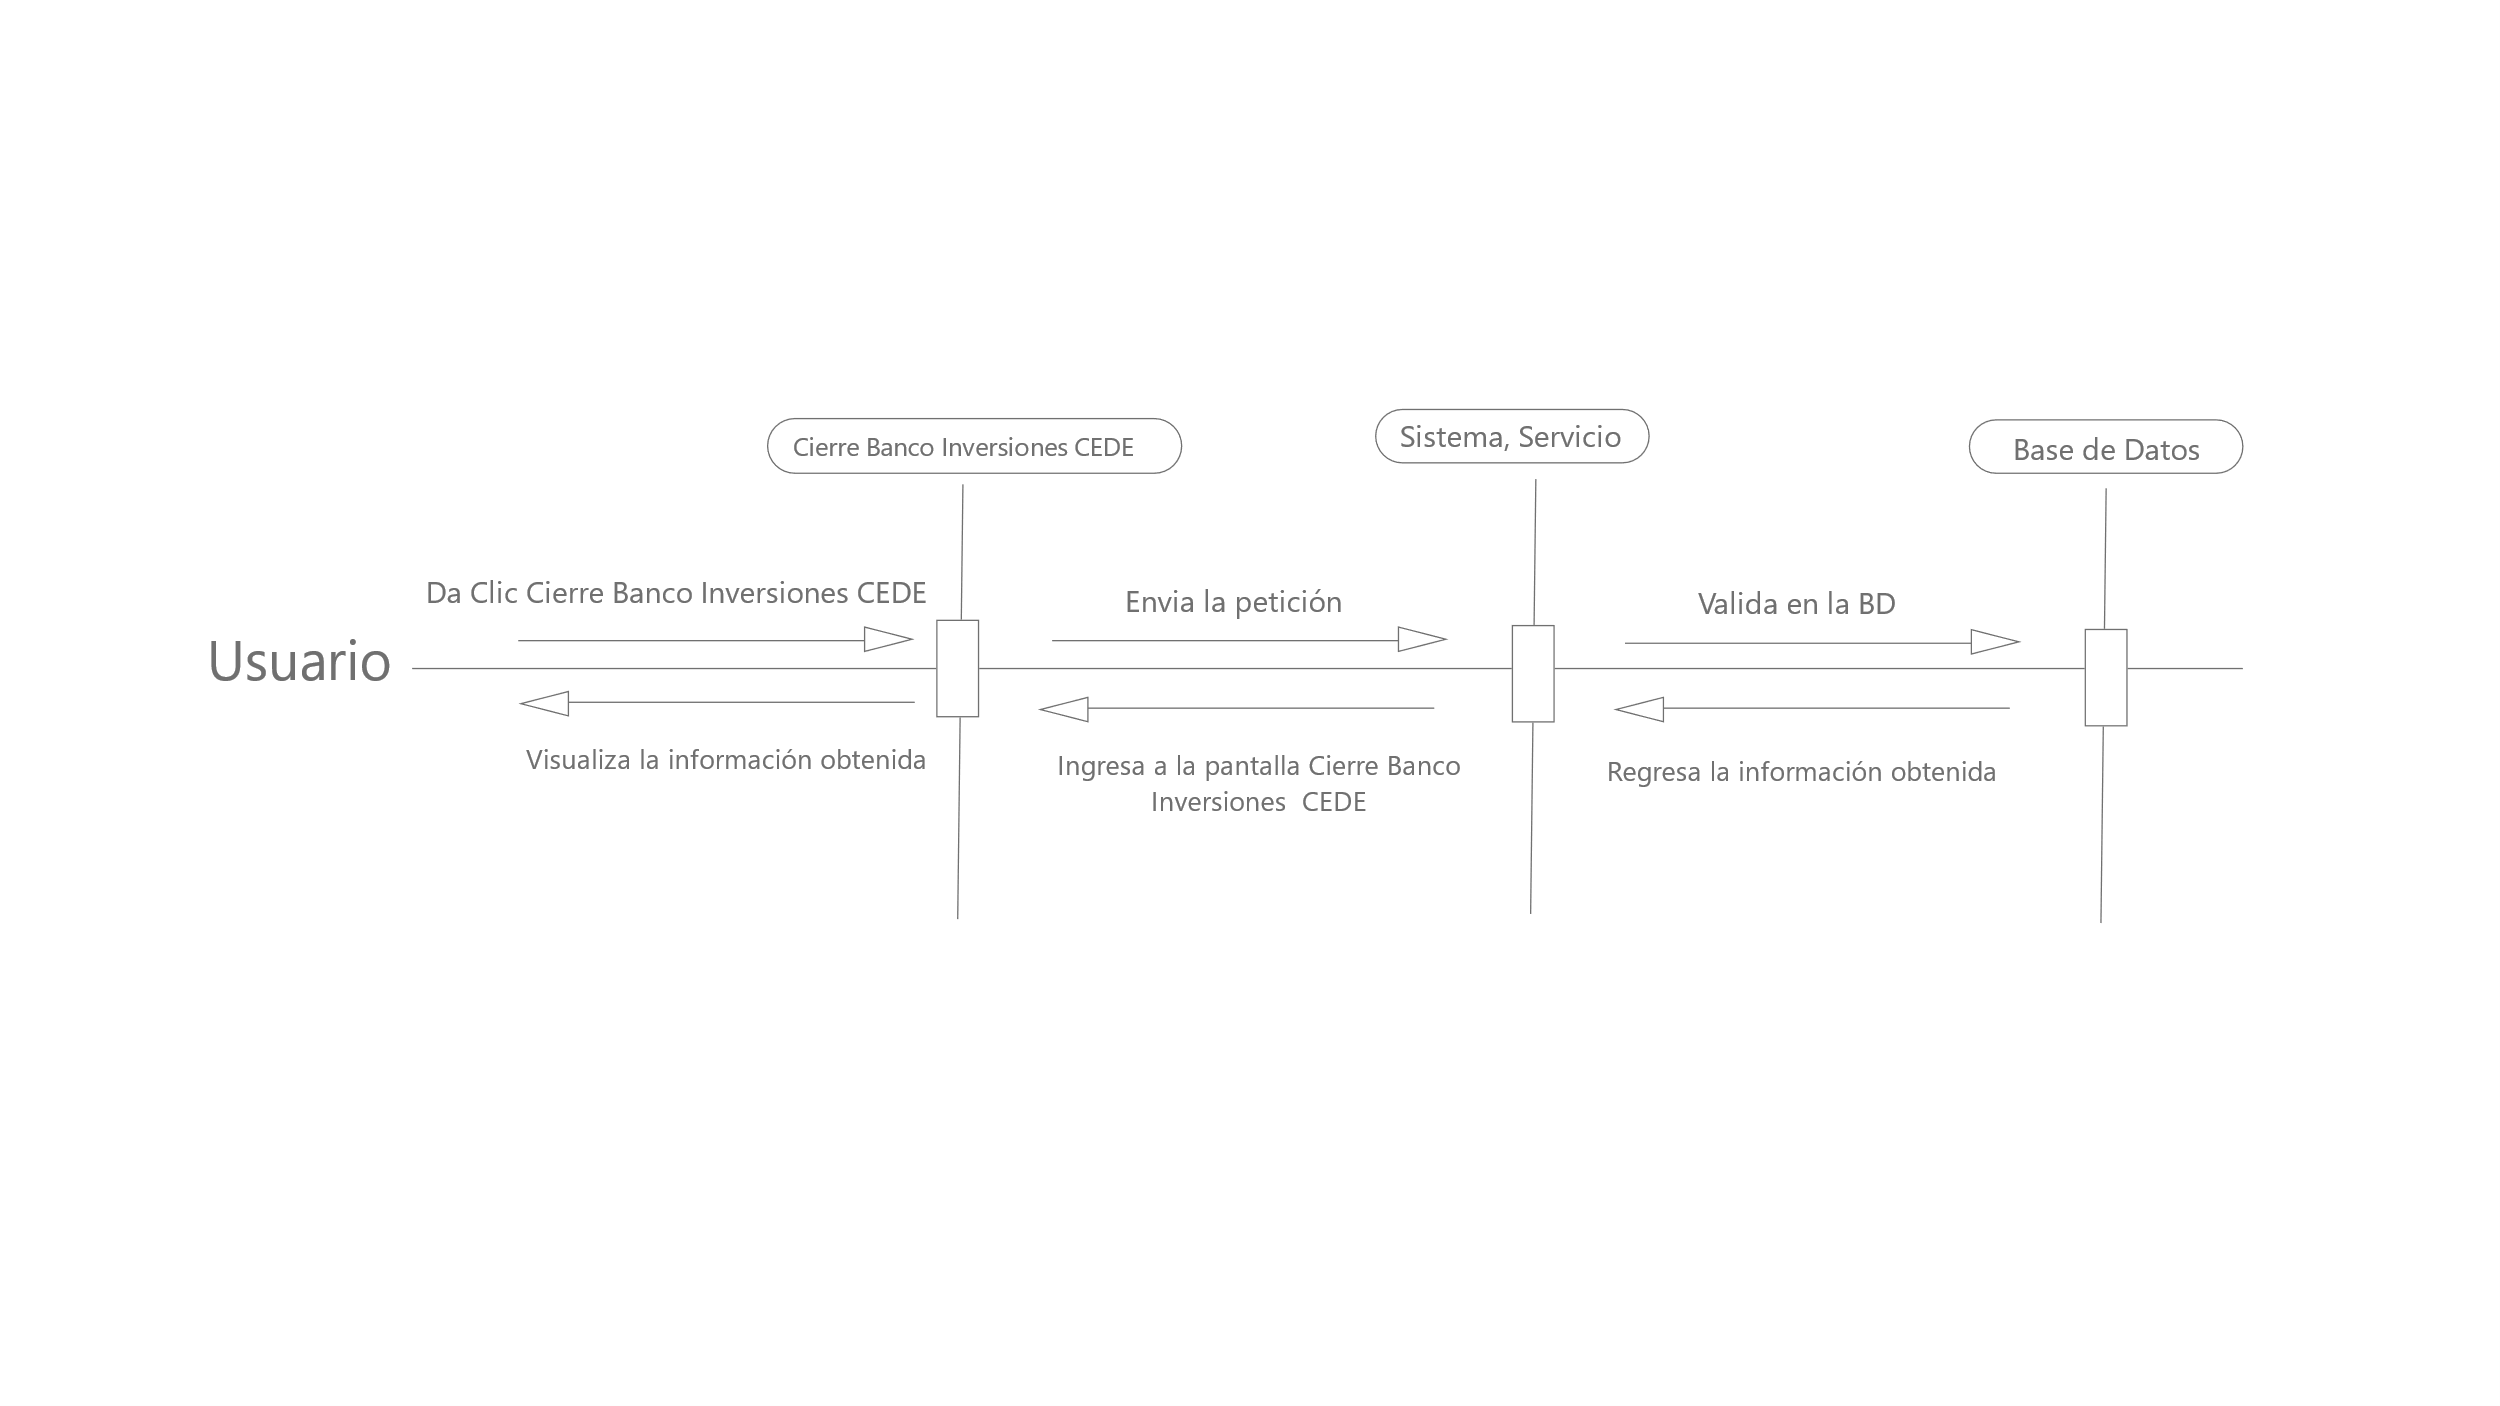 Cierre Banco Inversiones CEDE
Sistema, Servicio
Base de Datos
Da Clic Cierre Banco Inversiones CEDE
Envia la petición
Valida en la BD
Usuario
Visualiza la información obtenida
Ingresa a la pantalla Cierre Banco
Inversiones  CEDE
Regresa la información obtenida